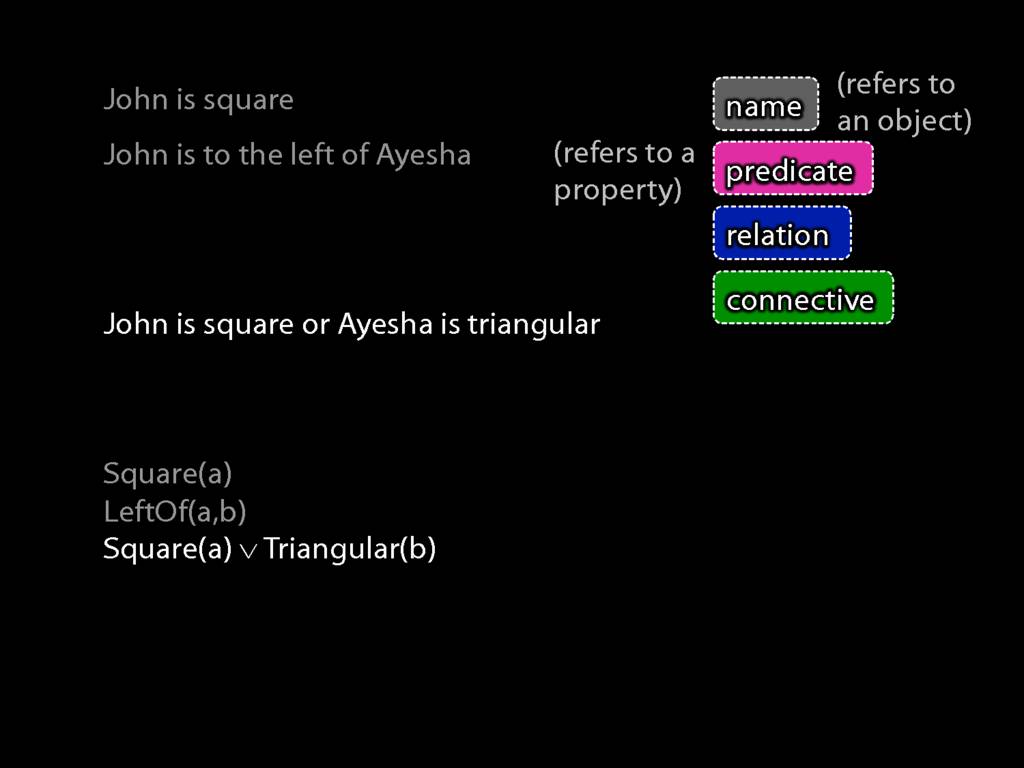 John is square
John is to the left of Ayesha
name
(refers to
an object)
(refers to a
property)
predicate
relation
connective
John is square or Ayesha is triangular
Square(a)
LeftOf(a,b)
Square(a) ∨ Triangular(b)